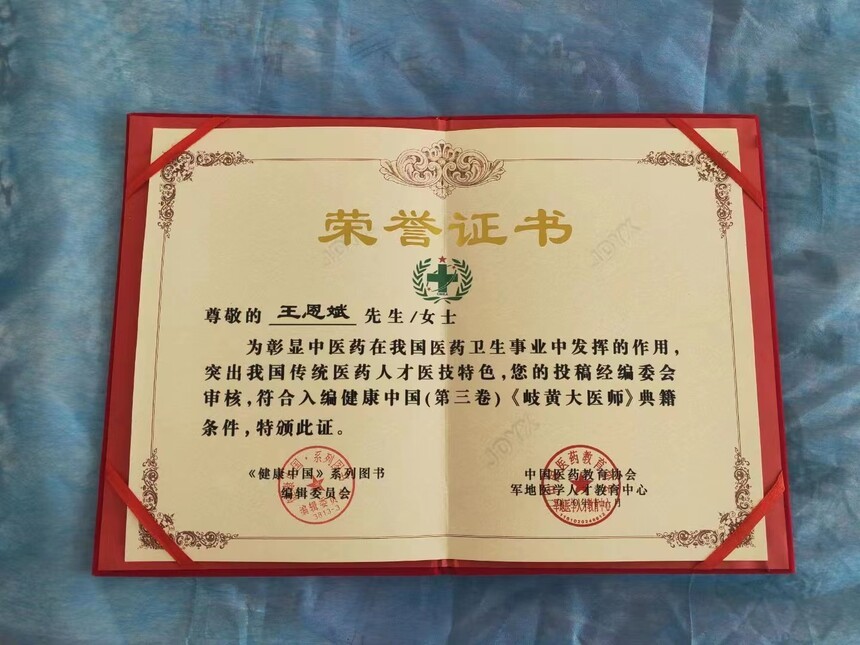 荣誉证书
尊敬的 王恩斌 先生/女士
为彰显中医药在我国医药卫生事业中发挥的作用，
突出我国传统医药人才医技特色，您的投稿经编委会
审核，符合入编健康中国(第三卷)《岐黄大医师》典籍
条件，特颁此证。
《健康中国》系列图书
编辑委员会
中国医药教育协会
军地医学人才教育中心
JDYX
JDYX
JDYX